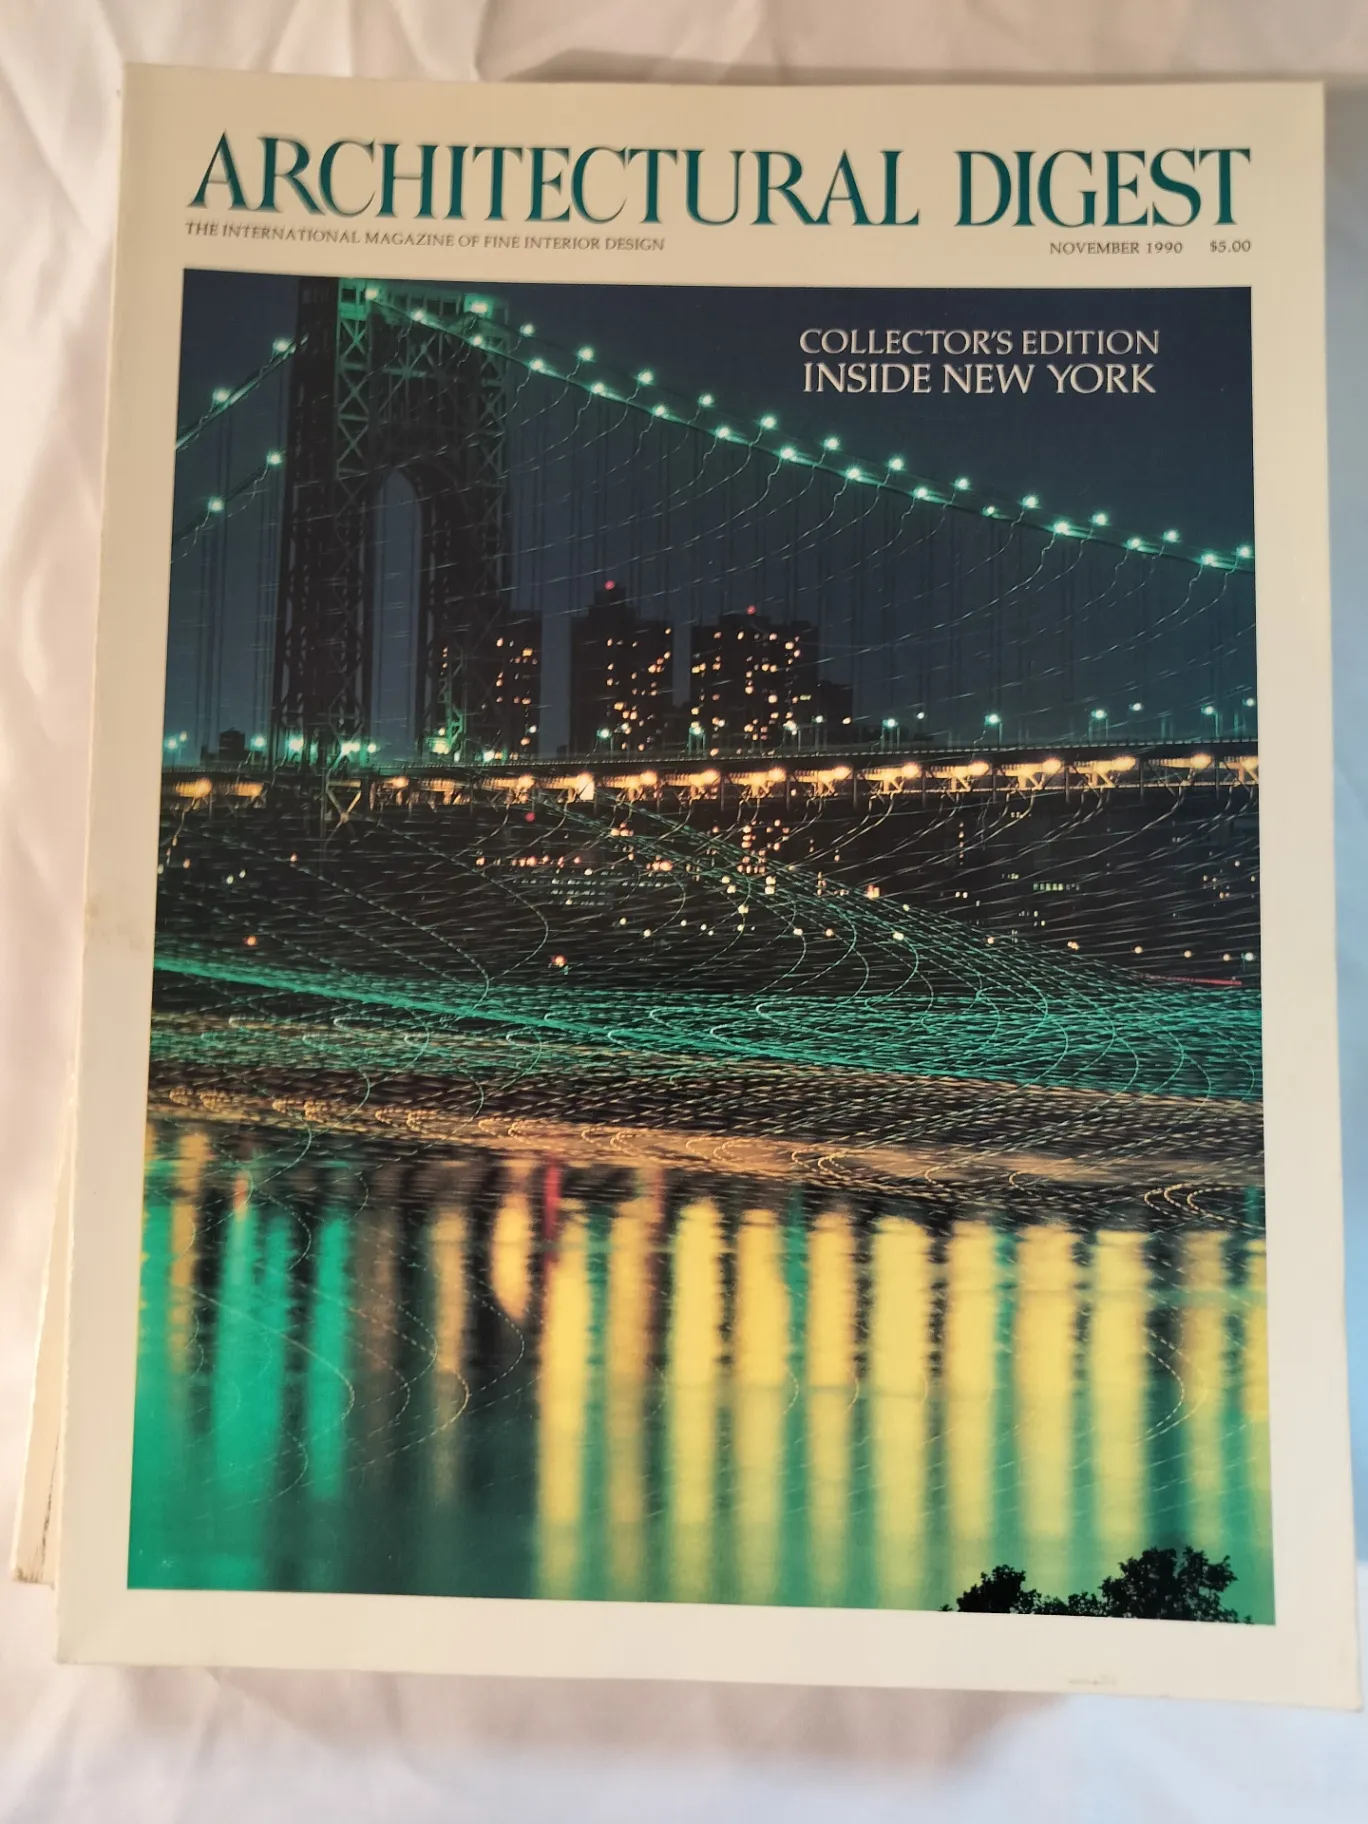 ARCHITECTURAL DIGEST
THE INTERNATIONAL MAGAZINE OF FINE INTERIOR DESIGN
NOVEMBER 1990 $5.00
COLLECTOR'S EDITION
INSIDE NEW YORK